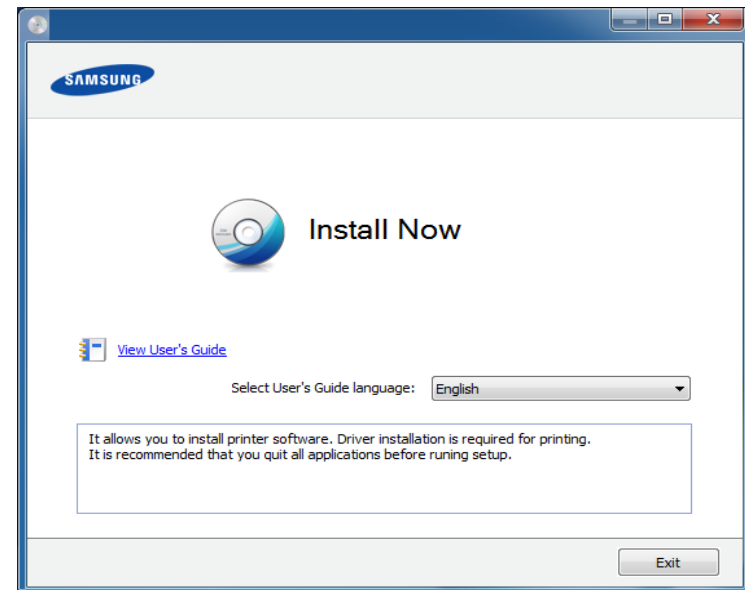 SAMSUNG
Install Now
View User's Guide
Select User's Guide language: English
It allows you to install printer software. Driver installation is required for printing.
It is recommended that you quit all applications before runing setup.
Exit